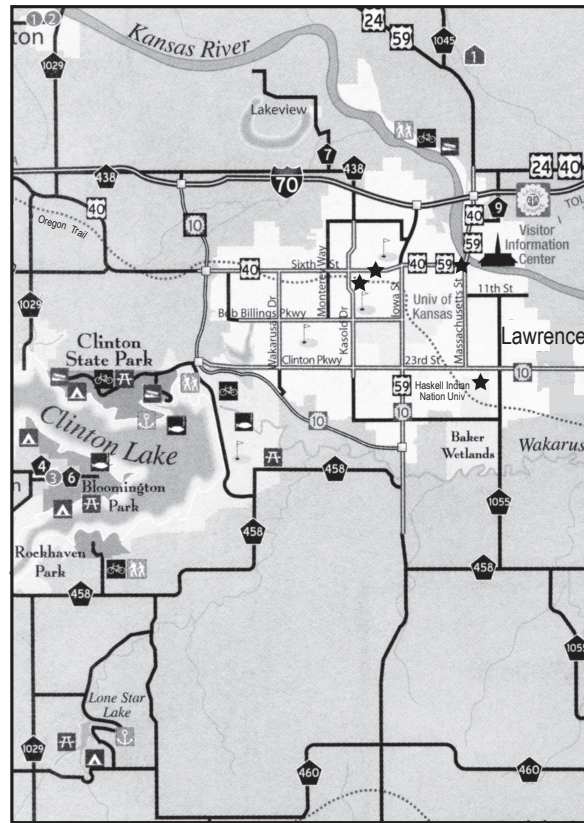 1 2
ton
1029
Kansas River
24
59
1045
1
Lakeview
7
438
438
70
24 40
40
10
40
9
59
TOL
Oregon Trail
Visitor
Information
Center
Sixth St
40
40
59
Monterey Way
11th St
Iowa St
Univ of
Kansas
Massachusetts St
1029
Bob Billings Pkwy
Wakarusa Dr
Kasold Dr
Lawrence
Clinton
State Park
Clinton Pkwy
23rd St
10
59
Haskell Indian
Nation Univ
10
10
Clinton Lake
Baker
Wetlands
Wakarus
4
3
6
n
458
Bloomington
Park
1055
458
Rockhaven
Park
458
458
1055
Lone Star
Lake
1029
460
460